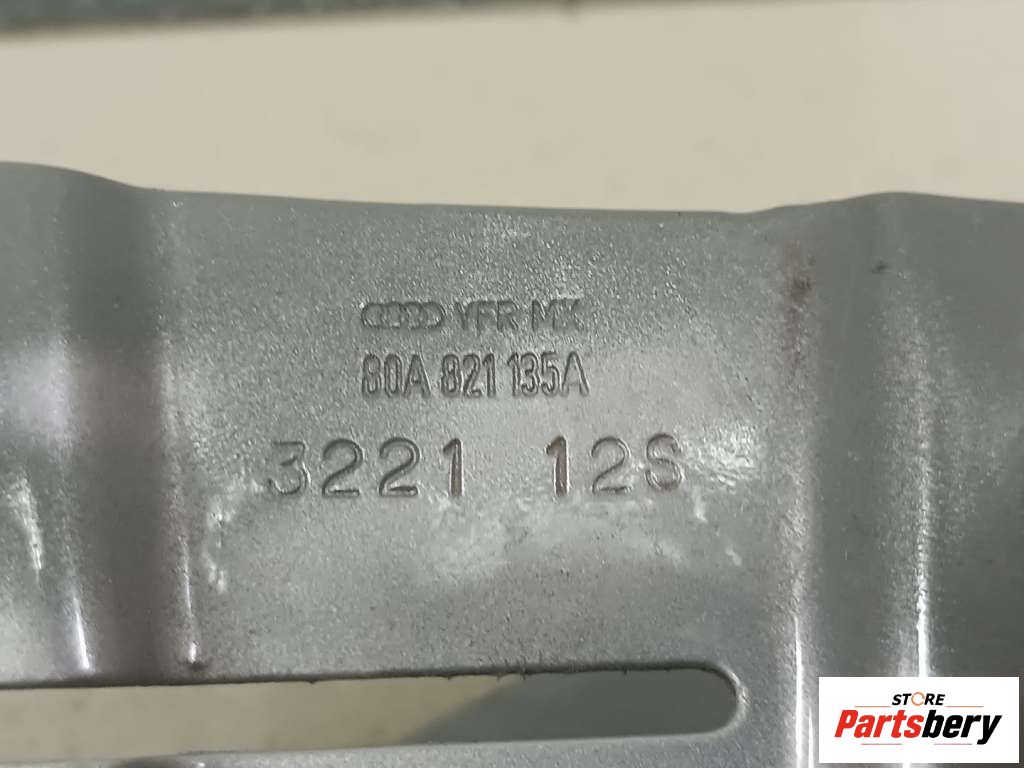 YFR MX
80A 821 135A
3221 12S
STORE
Partsbery